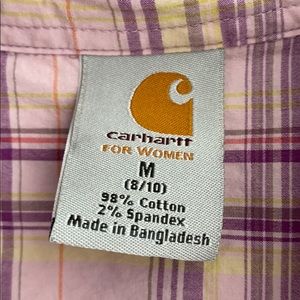 carhartt
FOR WOMEN
M
(8/10)
98% Cotton
2% Spandex
Made in Bangladesh